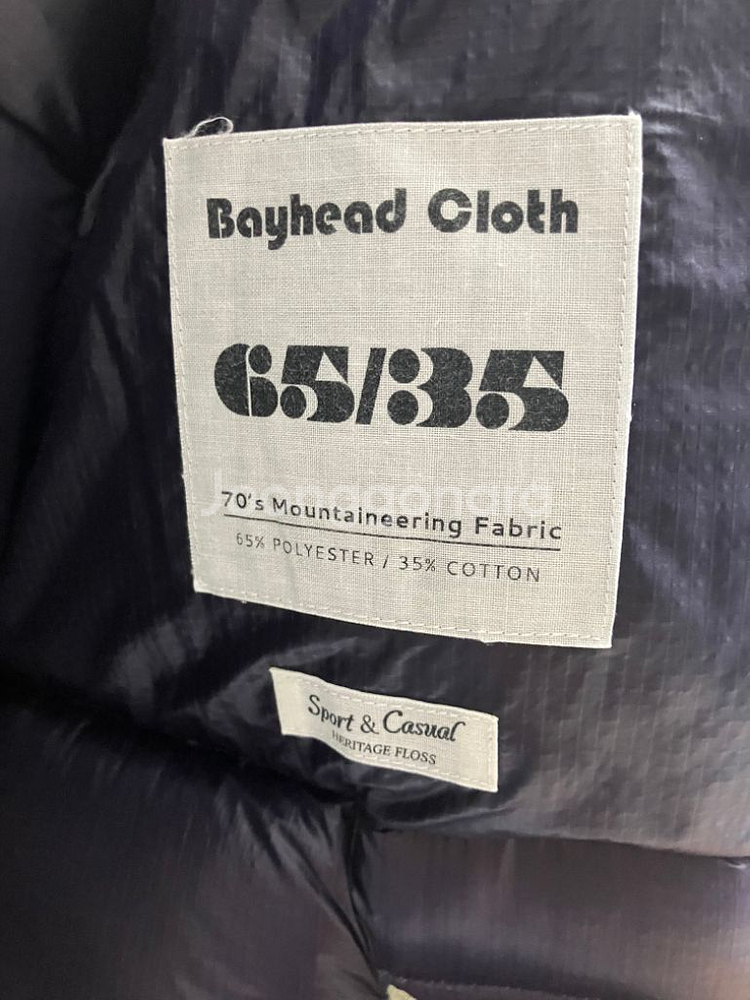 Bayhead Cloth
65/35
70's Mountaineering Fabric
65% POLYESTER / 35% COTTON
Sport & Casual
HERITAGE FLOSS